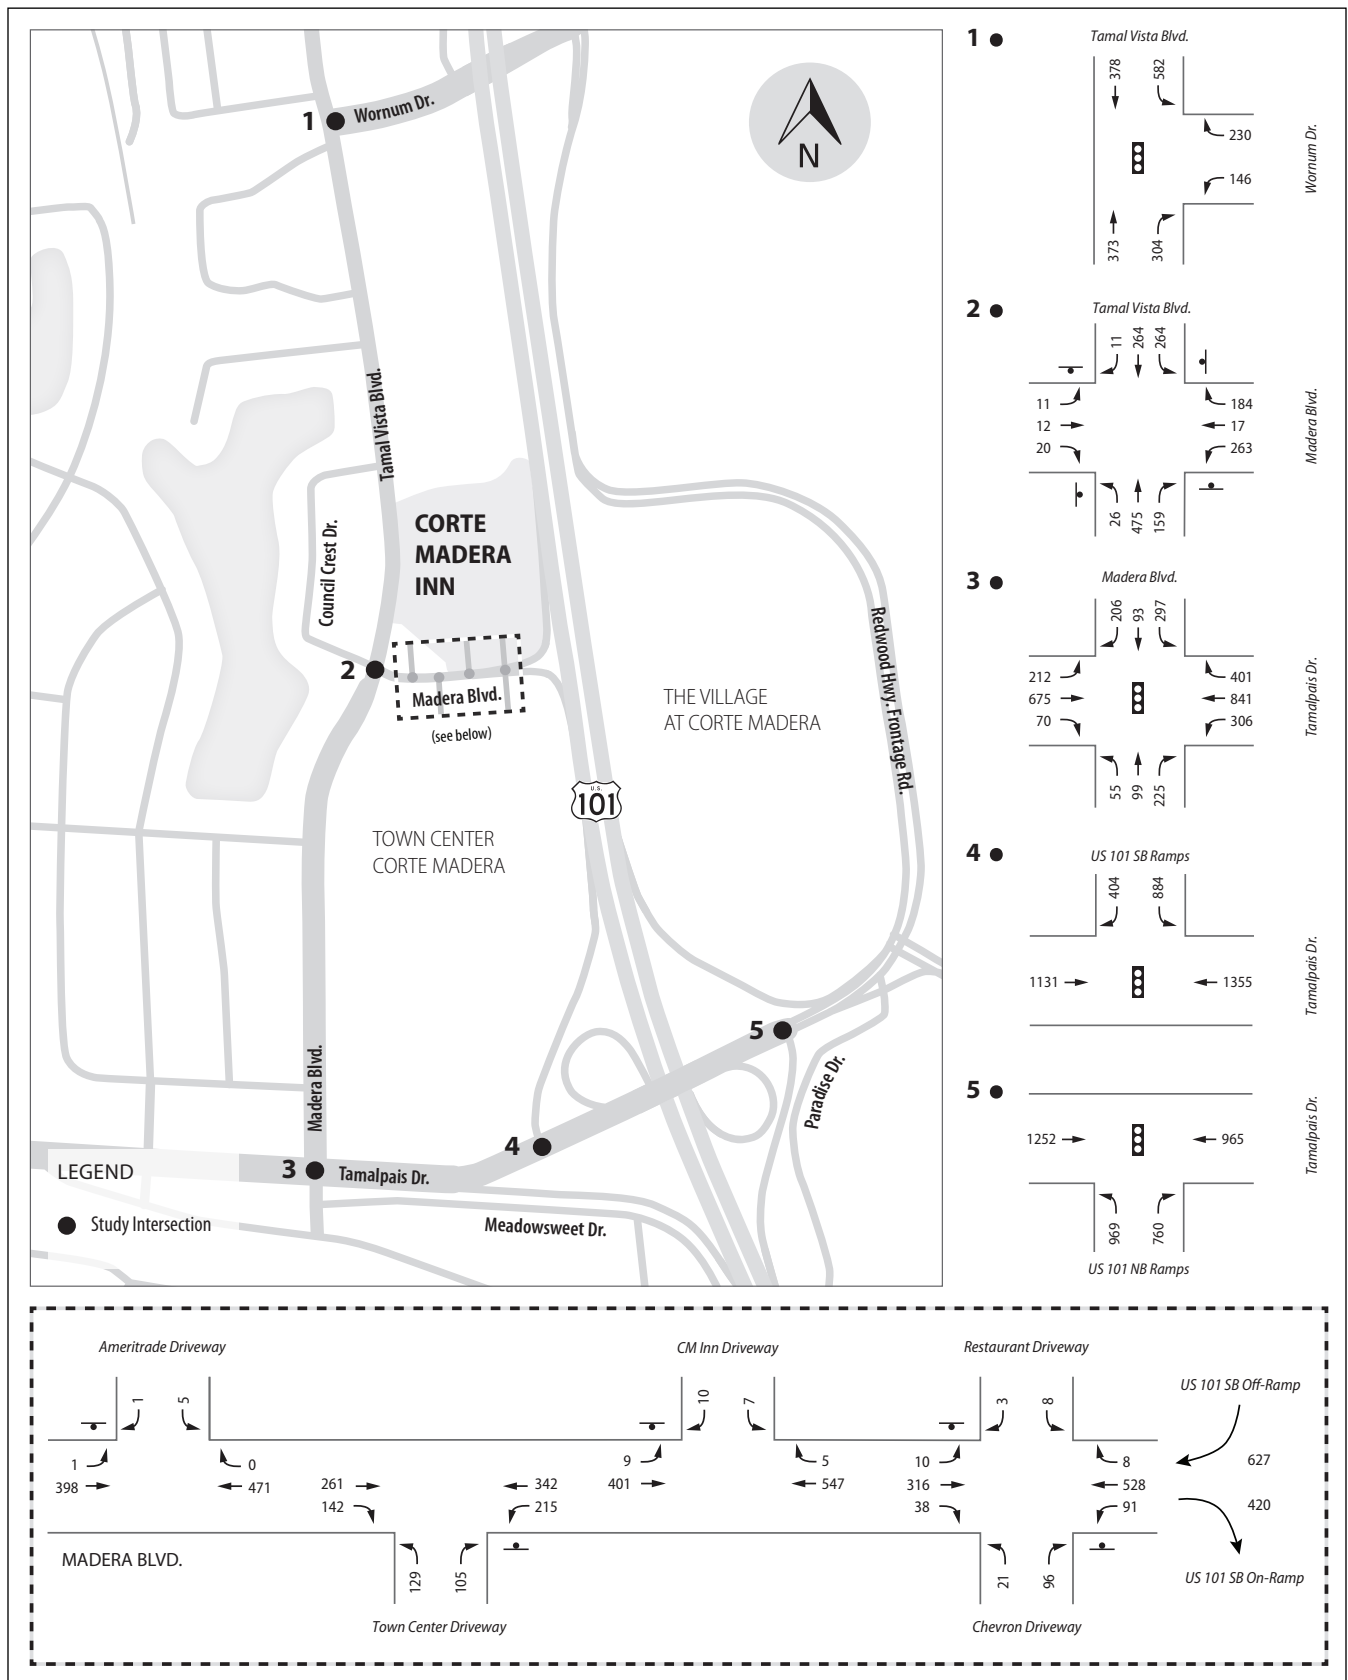 1
Wornum Dr.
N
Tamal Vista Blvd.
CORTE
MADERA
INN
Council Crest Dr.
2
Madera Blvd.
(see below)
THE VILLAGE
AT CORTE MADERA
Redwood Hwy. Frontage Rd.
U.S.
101
TOWN CENTER
CORTE MADERA
5
Paradise Dr.
Madera Blvd.
4
3
Tamalpais Dr.
Meadowsweet Dr.
LEGEND
Study Intersection
1
Tamal Vista Blvd.
378 582
230
146
373 304
Wornum Dr.
2
Tamal Vista Blvd.
11 264 264
11 184
12 17
20 263
26 475 159
Madera Blvd.
3
Madera Blvd.
206 93 297
212 401
675 841
70 306
55 99 225
Tamalpais Dr.
4
US 101 SB Ramps
404 884
1131 1355
Tamalpais Dr.
5
1252 965
969 760
Tamalpais Dr.
US 101 NB Ramps
Ameritrade Driveway
1 5
1 0
398 471
261 342
142 215
129 105
Town Center Driveway
MADERA BLVD.
CM Inn Driveway
10 7
9 5
401 547
Restaurant Driveway
3 8
10 8
316 528
38 91
21 96
Chevron Driveway
US 101 SB Off-Ramp
627
420
US 101 SB On-Ramp